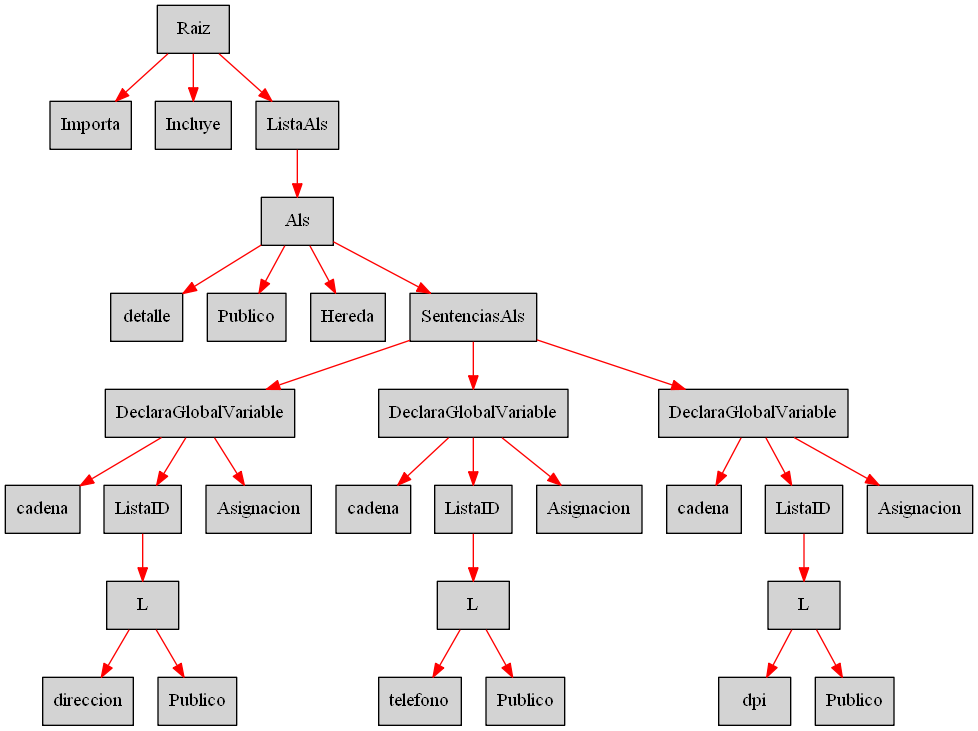 Raiz
Importa Incluye ListaAls
Als
detalle Publico Hereda SentenciasAls
DeclaraGlobalVariable DeclaraGlobalVariable DeclaraGlobalVariable
cadena ListaID Asignacion cadena ListaID Asignacion cadena ListaID Asignacion
L L L
direccion Publico telefono Publico dpi Publico